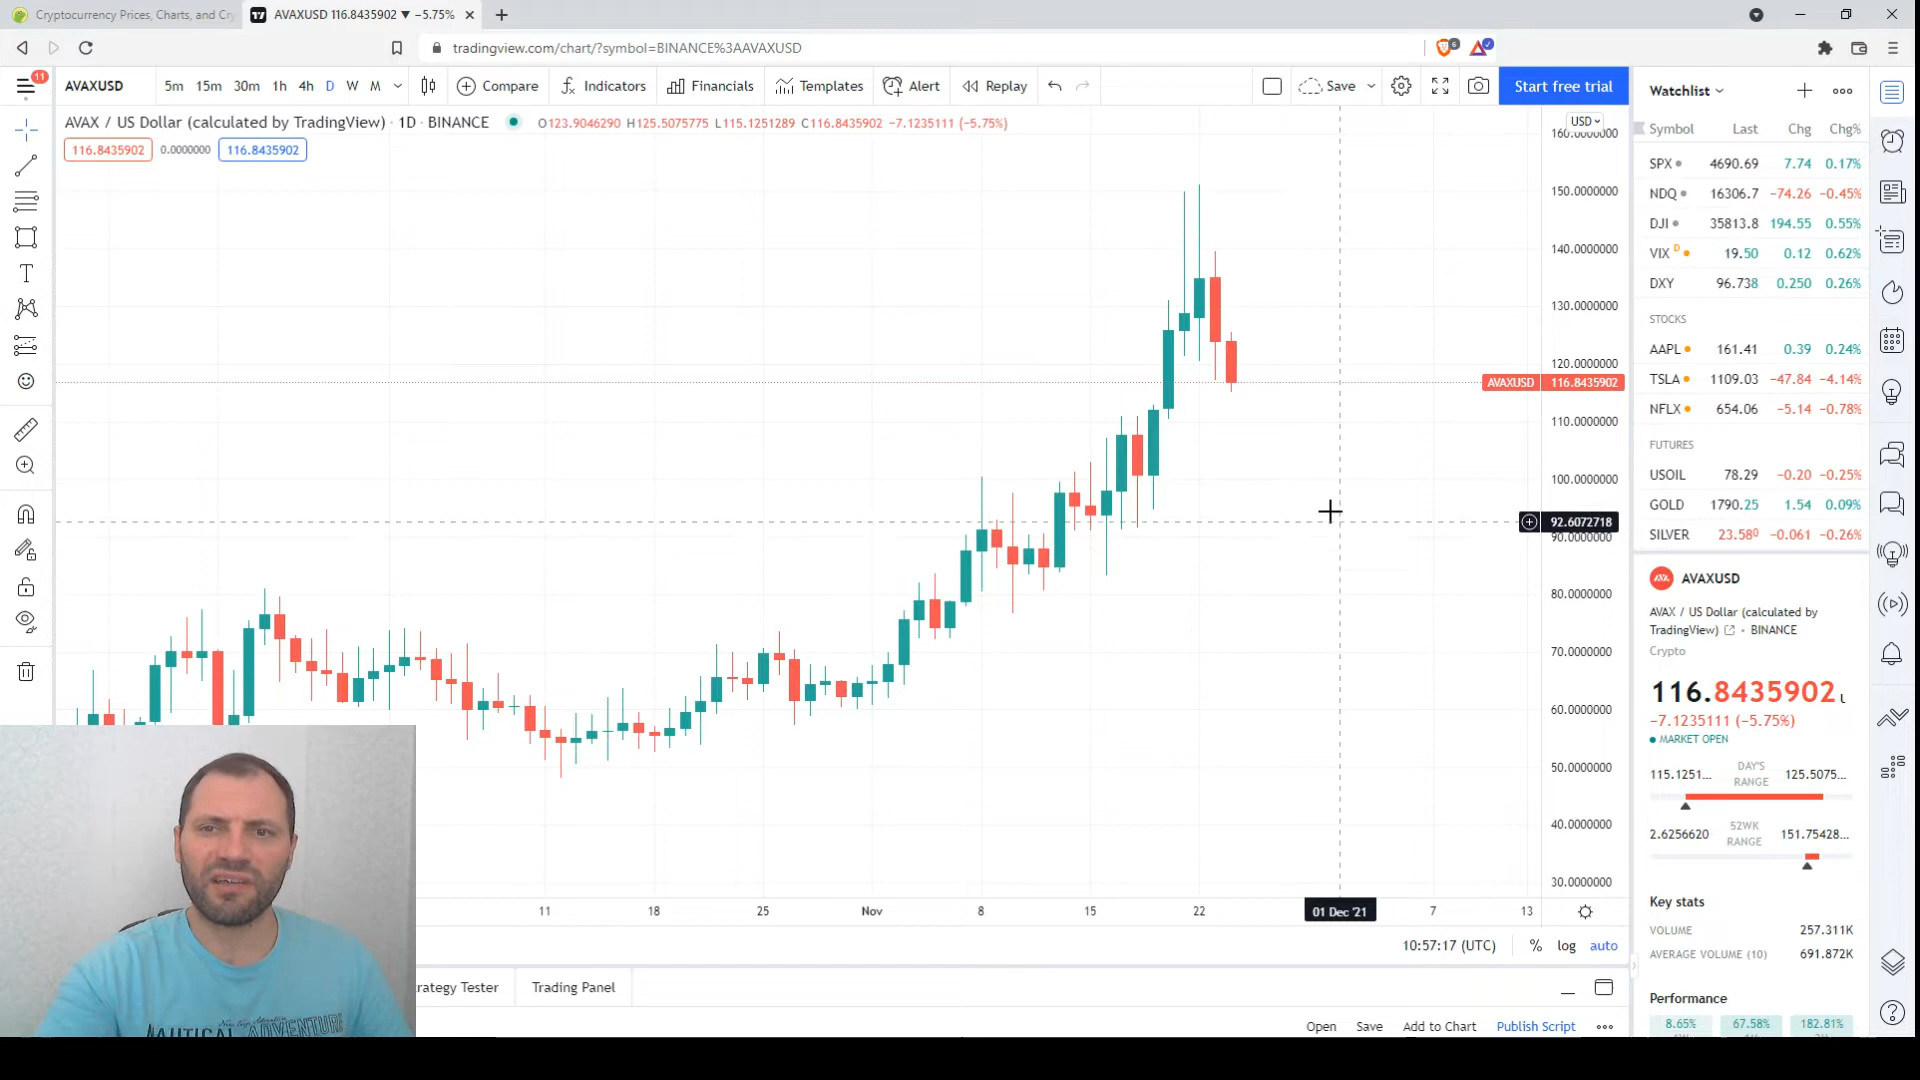 Cryptocurrency Prices, Charts, and Cry
AVAXUSD 116.8435902 ▼ −5.75%
tradingview.com/chart/?symbol=BINANCE%3AAVAXUSD
11
AVAXUSD 5m 15m 30m 1h 4h D W M Compare Indicators Financials Templates Alert Replay Save Start free trial
AVAX / US Dollar (calculated by TradingView) · 1D · BINANCE O123.9046290 H125.5075775 L115.1251289 C116.8435902 −7.1235111 (−5.75%)
116.8435902 0.0000000 116.8435902
USD
160.0000000
150.0000000
140.0000000
130.0000000
120.0000000
AVAXUSD 116.8435902
110.0000000
100.0000000
92.6072718
90.0000000
80.0000000
70.0000000
60.0000000
50.0000000
40.0000000
30.0000000
11 18 25 Nov 8 15 22 01 Dec '21 7 13
10:57:17 (UTC) % log auto
trategy Tester Trading Panel
Open Save Add to Chart Publish Script
Watchlist
Symbol Last Chg Chg%
SPX 4690.69 7.74 0.17%
NDQ 16306.7 −74.26 −0.45%
DJI 35813.8 194.55 0.55%
VIX D 19.50 0.12 0.62%
DXY 96.738 0.250 0.26%
STOCKS
AAPL 161.41 0.39 0.24%
TSLA 1109.03 −47.84 −4.14%
NFLX 654.06 −5.14 −0.78%
FUTURES
USOIL 78.29 −0.20 −0.25%
GOLD 1790.25 1.54 0.09%
SILVER 23.580 −0.061 −0.26%
AVAXUSD
AVAX / US Dollar (calculated by
TradingView) · BINANCE
Crypto
116.8435902
−7.1235111 (−5.75%)
MARKET OPEN
115.1251... DAY'S RANGE 125.5075...
2.6256620 52WK RANGE 151.75428...
Key stats
VOLUME 257.311K
AVERAGE VOLUME (10) 691.872K
Performance
8.65% 67.58% 182.81%
NAUTICAL ADVENTURE